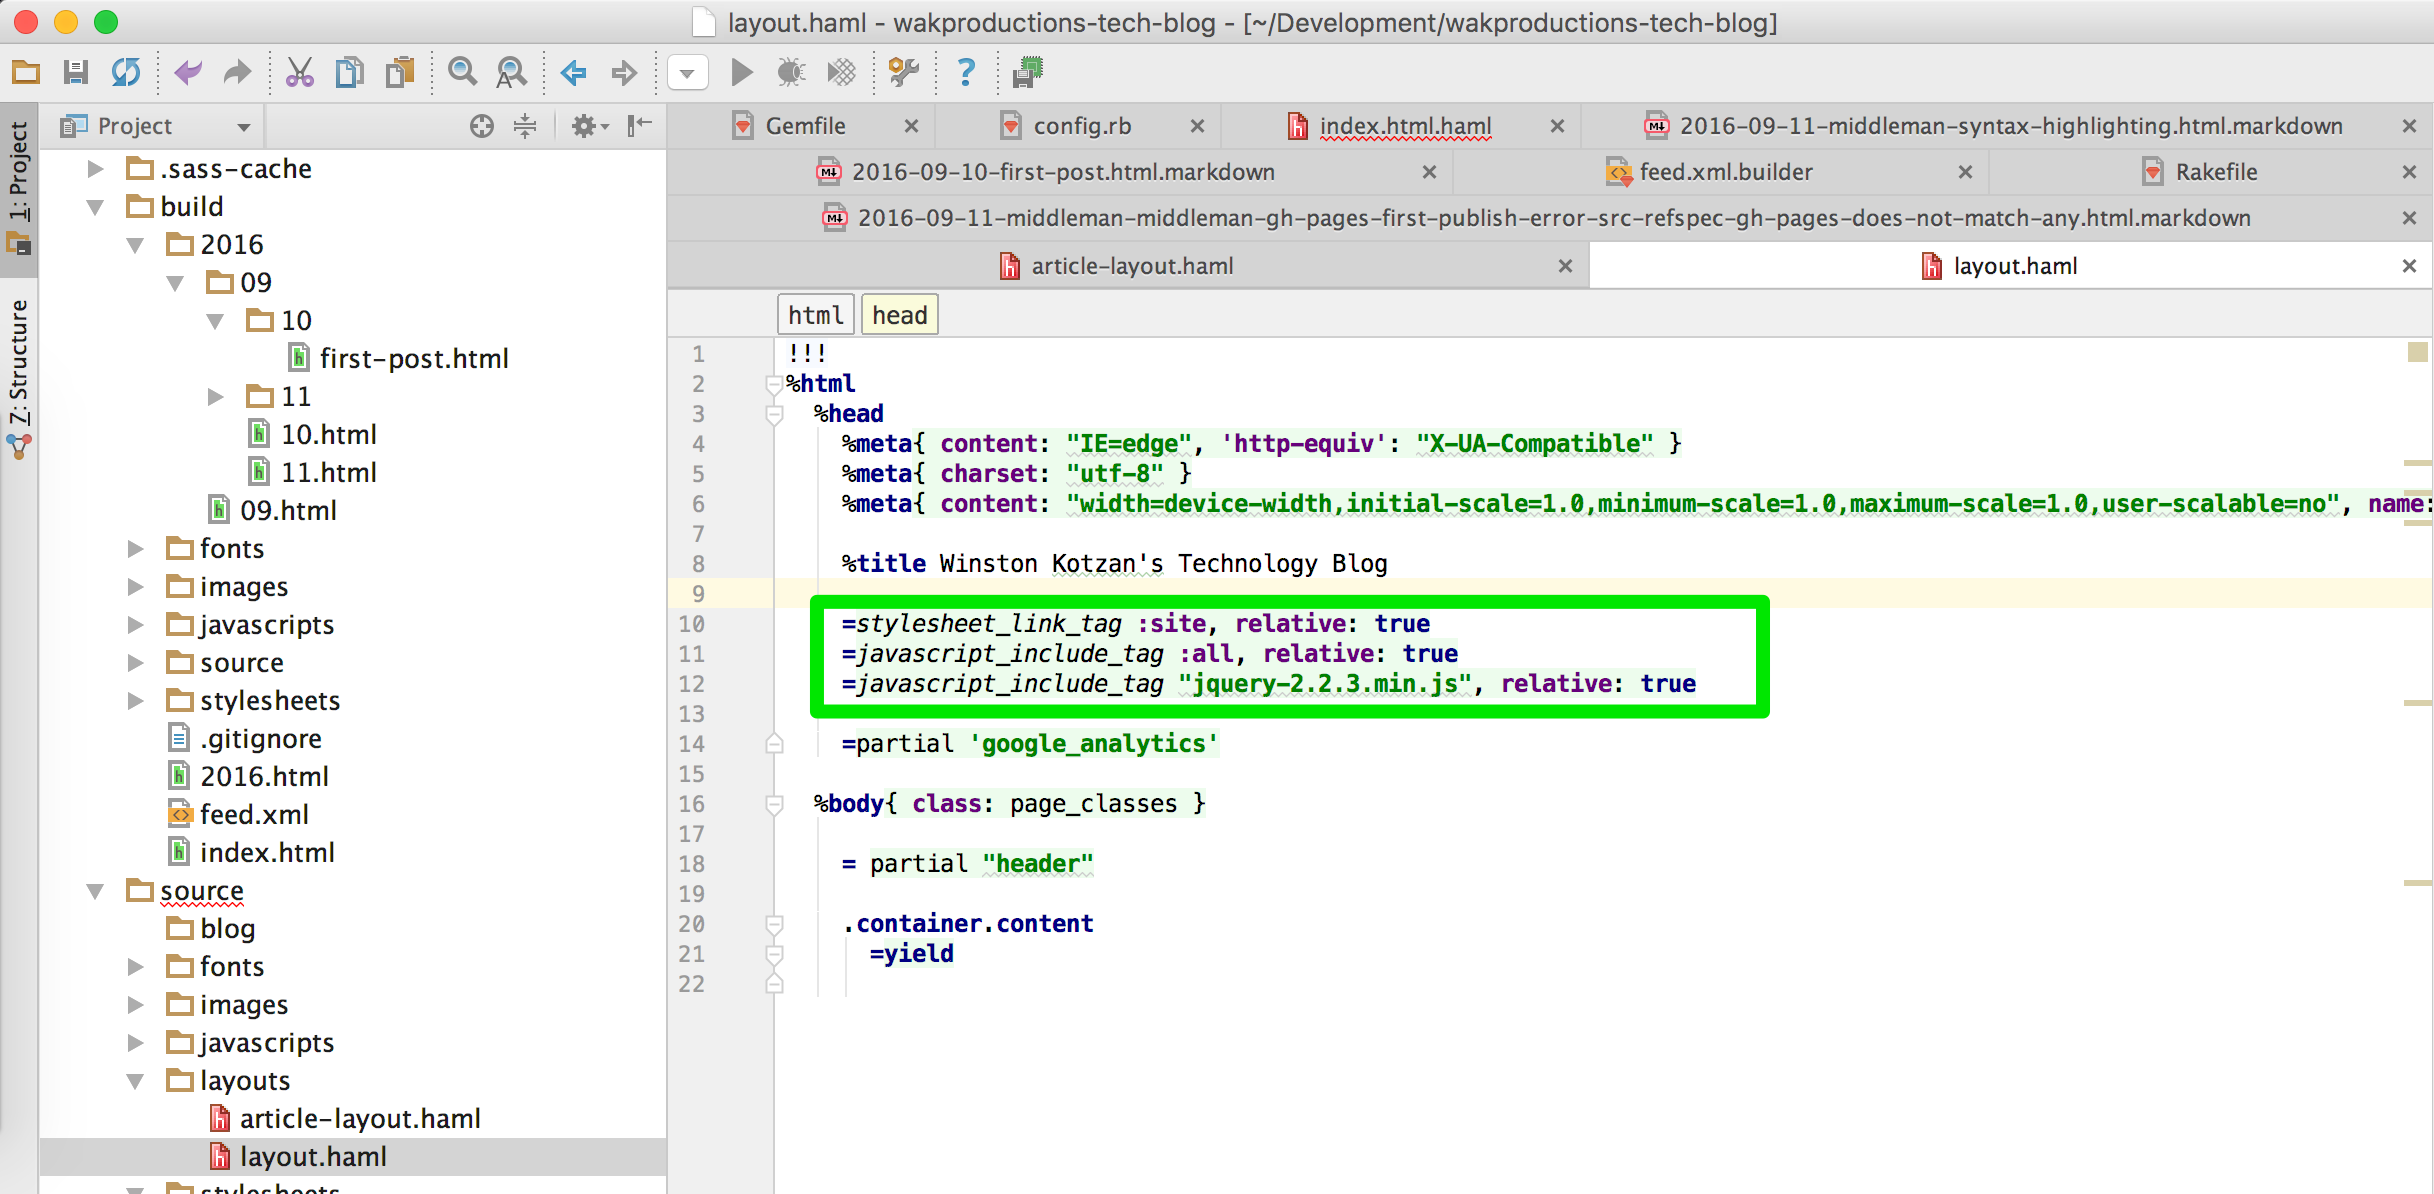 layout.haml - wakproductions-tech-blog - [~/Development/wakproductions-tech-blog]
Project
1: Project
Z: Structure
Gemfile
config.rb
index.html.haml
2016-09-11-middleman-syntax-highlighting.html.markdown
2016-09-10-first-post.html.markdown
feed.xml.builder
Rakefile
2016-09-11-middleman-middleman-gh-pages-first-publish-error-src-refspec-gh-pages-does-not-match-any.html.markdown
article-layout.haml
layout.haml
.sass-cache
build
2016
09
10
first-post.html
11
10.html
11.html
09.html
fonts
images
javascripts
source
stylesheets
.gitignore
2016.html
feed.xml
index.html
source
blog
fonts
images
javascripts
layouts
article-layout.haml
layout.haml
stylesheets
html head
1 !!!
2 %html
3 %head
4 %meta{ content: "IE=edge", 'http-equiv': "X-UA-Compatible" }
5 %meta{ charset: "utf-8" }
6 %meta{ content: "width=device-width,initial-scale=1.0,minimum-scale=1.0,maximum-scale=1.0,user-scalable=no", name:
7
8 %title Winston Kotzan's Technology Blog
9
10 =stylesheet_link_tag :site, relative: true
11 =javascript_include_tag :all, relative: true
12 =javascript_include_tag "jquery-2.2.3.min.js", relative: true
13
14 =partial 'google_analytics'
15
16 %body{ class: page_classes }
17
18 = partial "header"
19
20 .container.content
21 =yield
22